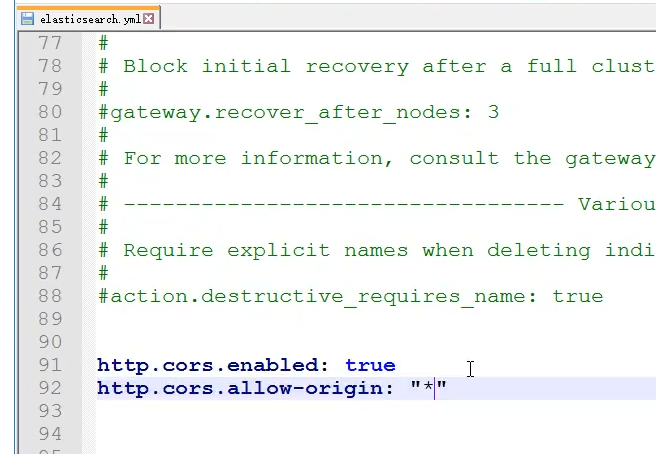 elasticsearch.yml
77 #
78 # Block initial recovery after a full clust
79 #
80 #gateway.recover_after_nodes: 3
81 #
82 # For more information, consult the gateway
83 #
84 # ---------------------------------- Variou
85 #
86 # Require explicit names when deleting indi
87 #
88 #action.destructive_requires_name: true
89
90
91 http.cors.enabled: true
92 http.cors.allow-origin: "*"
93
94